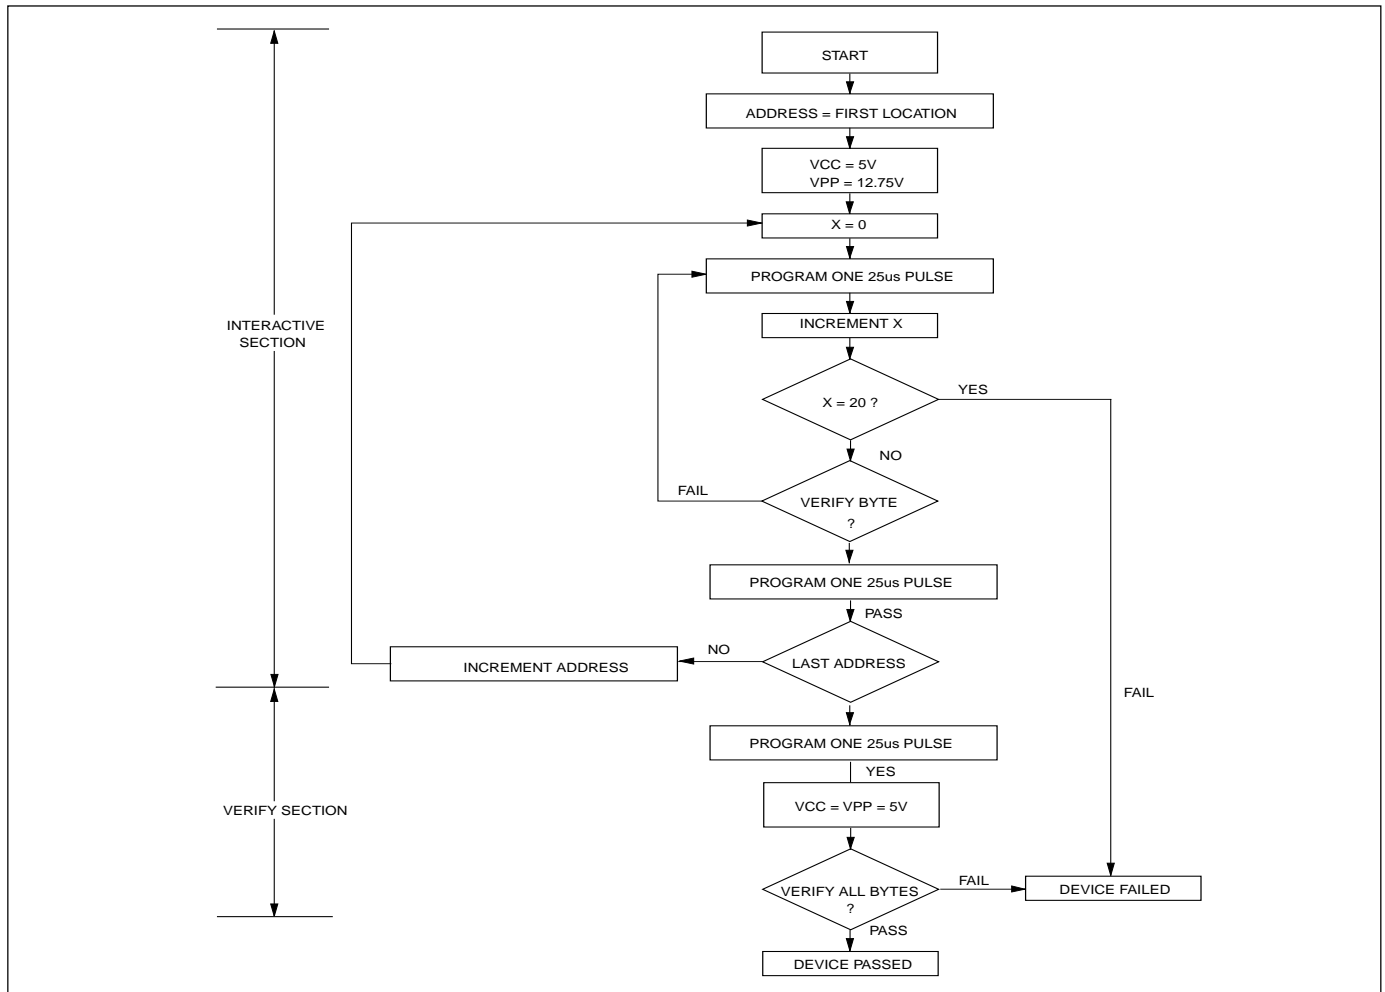 START
ADDRESS = FIRST LOCATION
VCC = 5V
VPP = 12.75V
X = 0
PROGRAM ONE 25us PULSE
INTERACTIVE
SECTION
INCREMENT X
X = 20 ?
YES
NO
FAIL
VERIFY BYTE
?
PROGRAM ONE 25us PULSE
PASS
NO
LAST ADDRESS
INCREMENT ADDRESS
FAIL
PROGRAM ONE 25us PULSE
YES
VERIFY SECTION
VCC = VPP = 5V
VERIFY ALL BYTES
?
FAIL
DEVICE FAILED
PASS
DEVICE PASSED